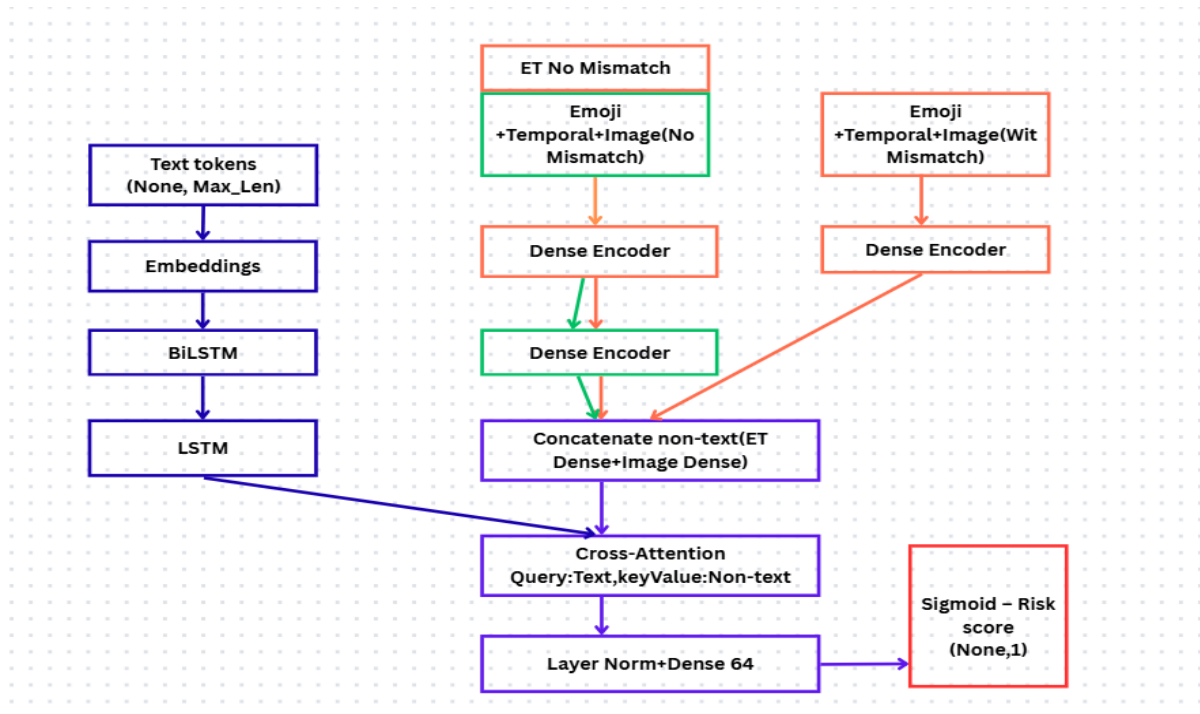 ET No Mismatch
Emoji
+Temporal+Image(No
Mismatch)
Emoji
+Temporal+Image(Wit
Mismatch)
Text tokens
(None, Max_Len)
Embeddings
BiLSTM
LSTM
Dense Encoder
Dense Encoder
Dense Encoder
Concatenate non-text(ET
Dense+Image Dense)
Cross-Attention
Query:Text,keyValue:Non-text
Layer Norm+Dense 64
Sigmoid – Risk
score
(None,1)